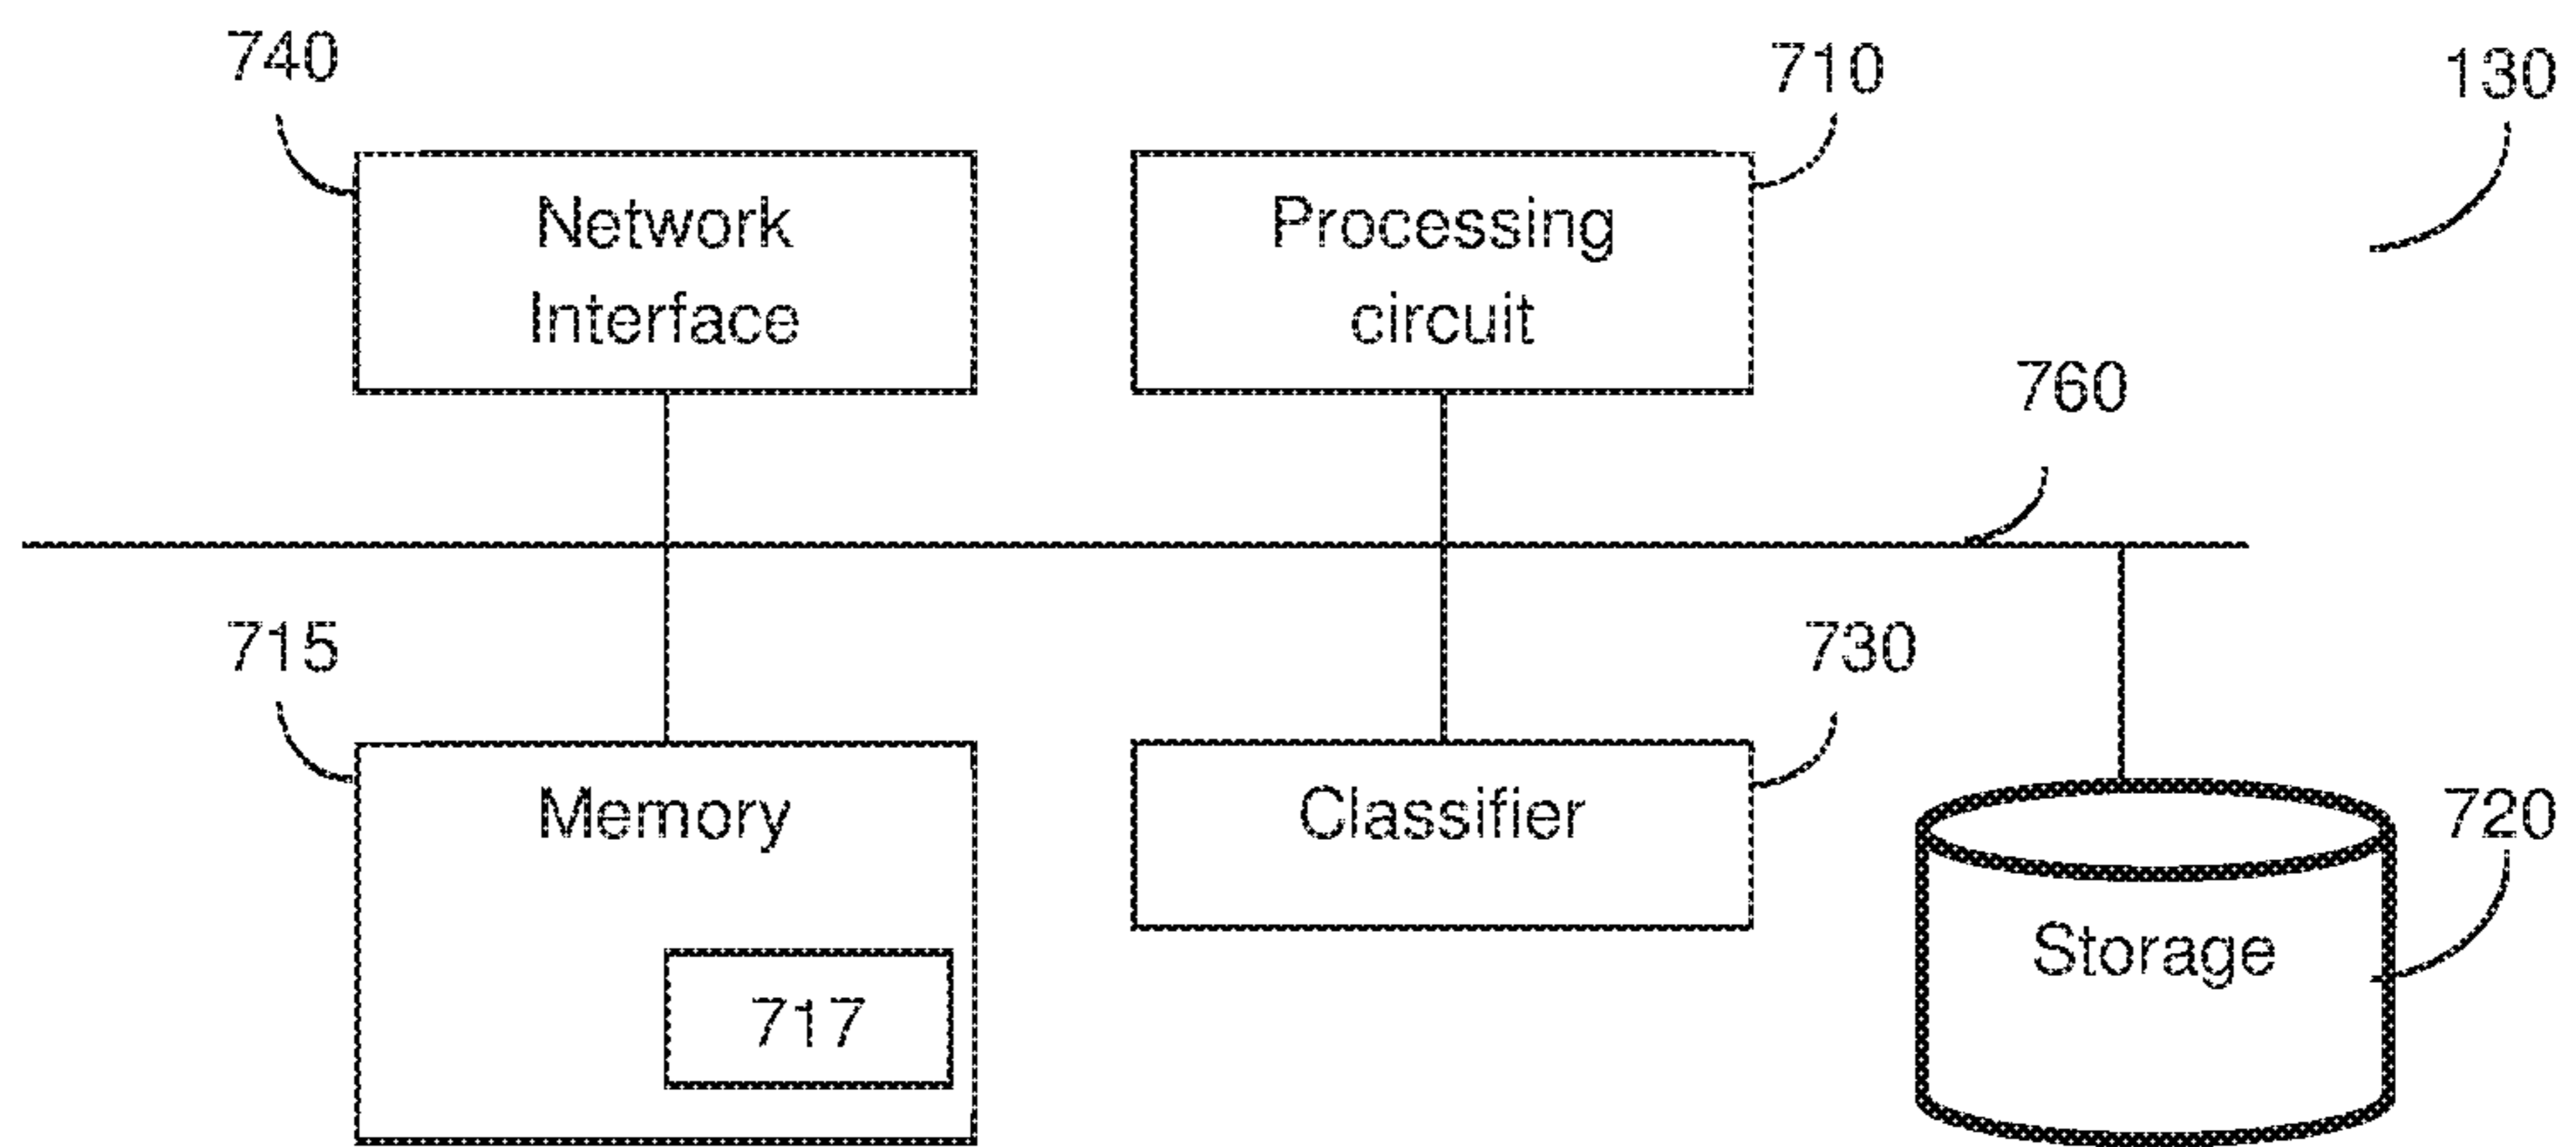 740
710
130
Network
Interface
Processing
circuit
760
715
730
Memory
Classifier
720
Storage
717